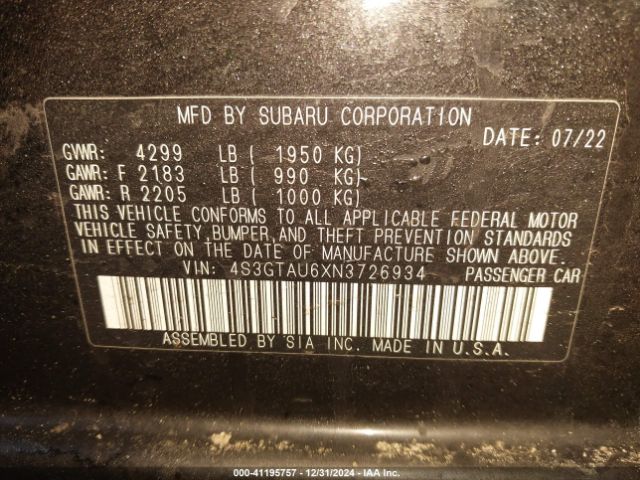 MFD BY SUBARU CORPORATION
DATE: 07/22
GVWR: 4299 LB ( 1950 KG)
GAWR: F 2183 LB ( 990 KG)
GAWR: R 2205 LB ( 1000 KG)
THIS VEHICLE CONFORMS TO ALL APPLICABLE FEDERAL MOTOR
VEHICLE SAFETY, BUMPER, AND THEFT PREVENTION STANDARDS
IN EFFECT ON THE DATE OF MANUFACTURE SHOWN ABOVE.
VIN: 4S3GTAU6XN3726934 PASSENGER CAR
ASSEMBLED BY SIA INC. MADE IN U.S.A.
000-41195757 - 12/31/2024 - IAA Inc.